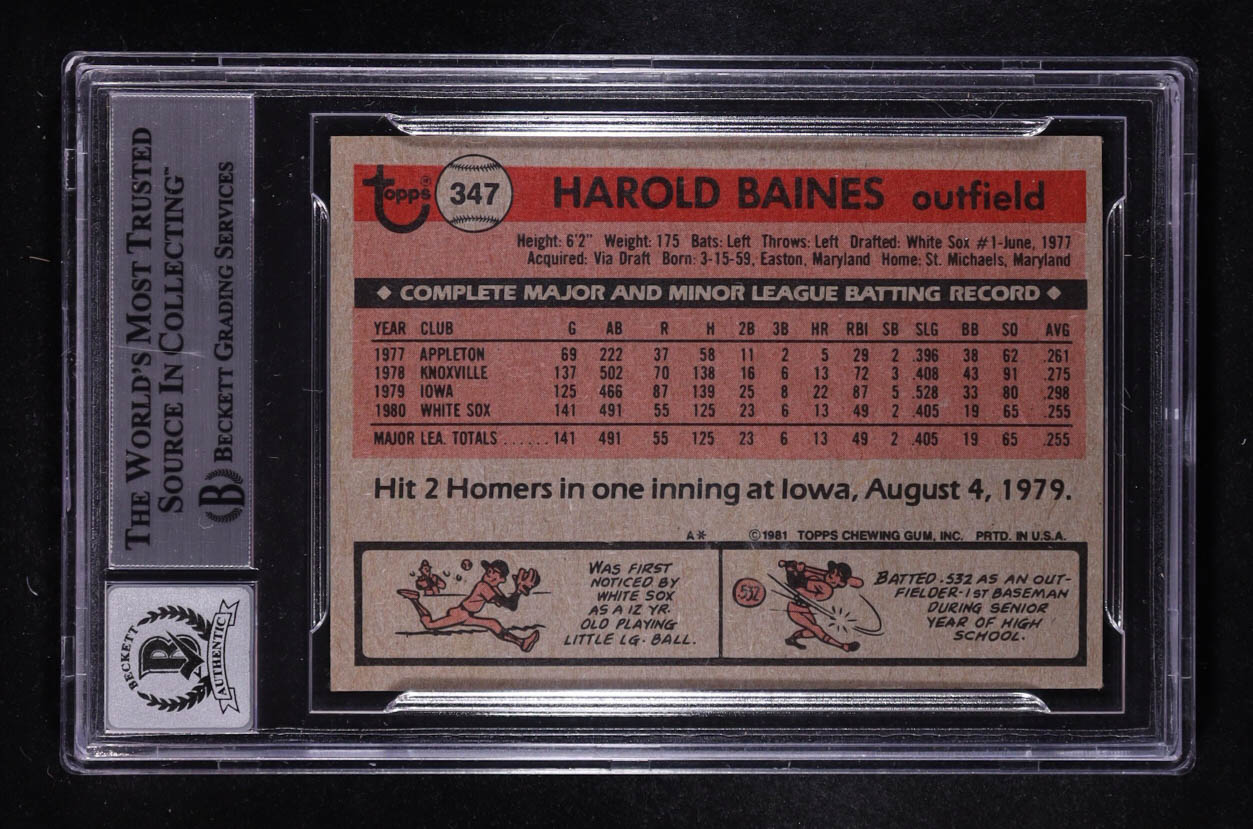 THE WORLD'S MOST TRUSTED
SOURCE IN COLLECTING™
B BECKETT GRADING SERVICES
BECKETT
B
AUTHENTIC
topps®
347
HAROLD BAINES outfield
Height: 6'2" Weight: 175 Bats: Left Throws: Left Drafted: White Sox #1-June, 1977
Acquired: Via Draft Born: 3-15-59, Easton, Maryland Home: St. Michaels, Maryland
◆ COMPLETE MAJOR AND MINOR LEAGUE BATTING RECORD ◆
YEAR CLUB G AB R H 2B 3B HR RBI SB SLG BB SO AVG
1977 APPLETON 69 222 37 58 11 2 5 29 2 .396 38 62 .261
1978 KNOXVILLE 137 502 70 138 16 6 13 72 3 .408 43 91 .275
1979 IOWA 125 466 87 139 25 8 22 87 5 .528 33 80 .298
1980 WHITE SOX 141 491 55 125 23 6 13 49 2 .405 19 65 .255
MAJOR LEA. TOTALS ...... 141 491 55 125 23 6 13 49 2 .405 19 65 .255
Hit 2 Homers in one inning at Iowa, August 4, 1979.
A* ©1981 TOPPS CHEWING GUM, INC. PRTD. IN U.S.A.
WAS FIRST
NOTICED BY
WHITE SOX
AS A 12 YR.
OLD PLAYING
LITTLE LG. BALL.
.532
BATTED .532 AS AN OUT-
FIELDER-1ST BASEMAN
DURING SENIOR
YEAR OF HIGH
SCHOOL.